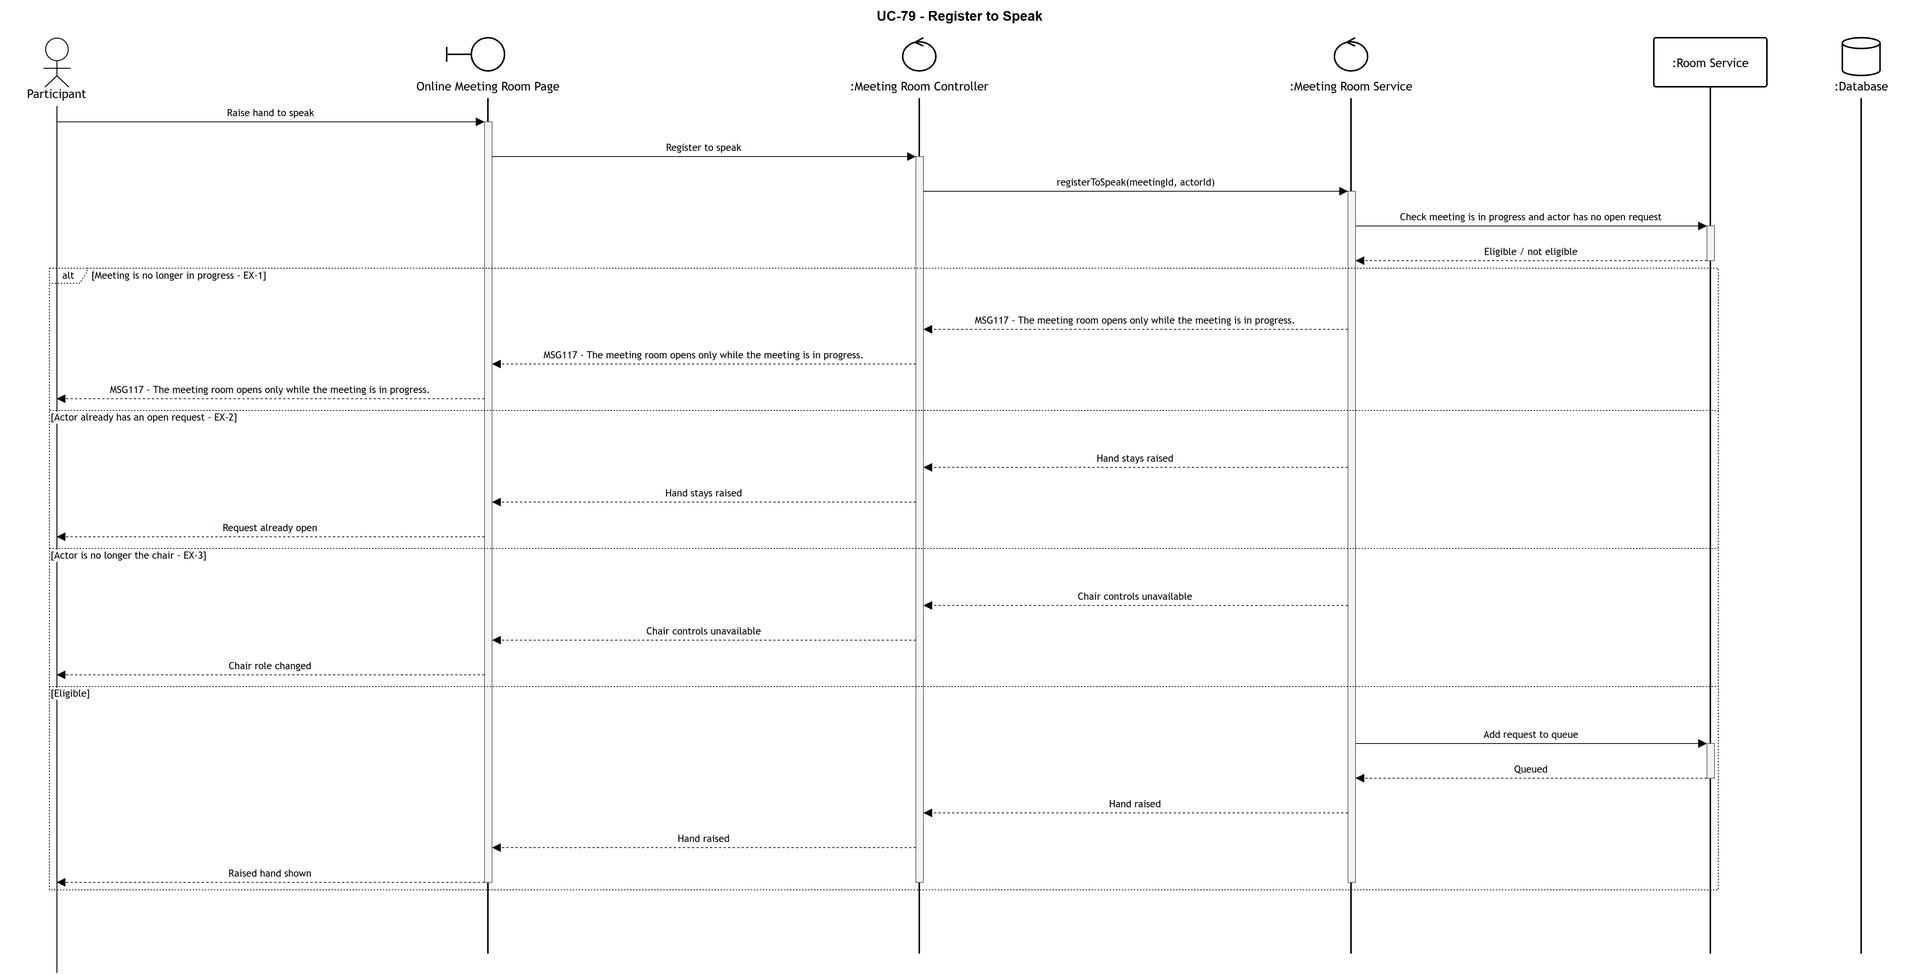 UC-79 - Register to Speak
Participant
Online Meeting Room Page
:Meeting Room Controller
:Meeting Room Service
:Room Service
:Database
Raise hand to speak
Register to speak
registerToSpeak(meetingId, actorId)
Check meeting is in progress and actor has no open request
Eligible / not eligible
alt [Meeting is no longer in progress - EX-1]
MSG117 - The meeting room opens only while the meeting is in progress.
MSG117 - The meeting room opens only while the meeting is in progress.
MSG117 - The meeting room opens only while the meeting is in progress.
[Actor already has an open request - EX-2]
Hand stays raised
Hand stays raised
Request already open
[Actor is no longer the chair - EX-3]
Chair controls unavailable
Chair controls unavailable
Chair role changed
[Eligible]
Add request to queue
Queued
Hand raised
Hand raised
Raised hand shown